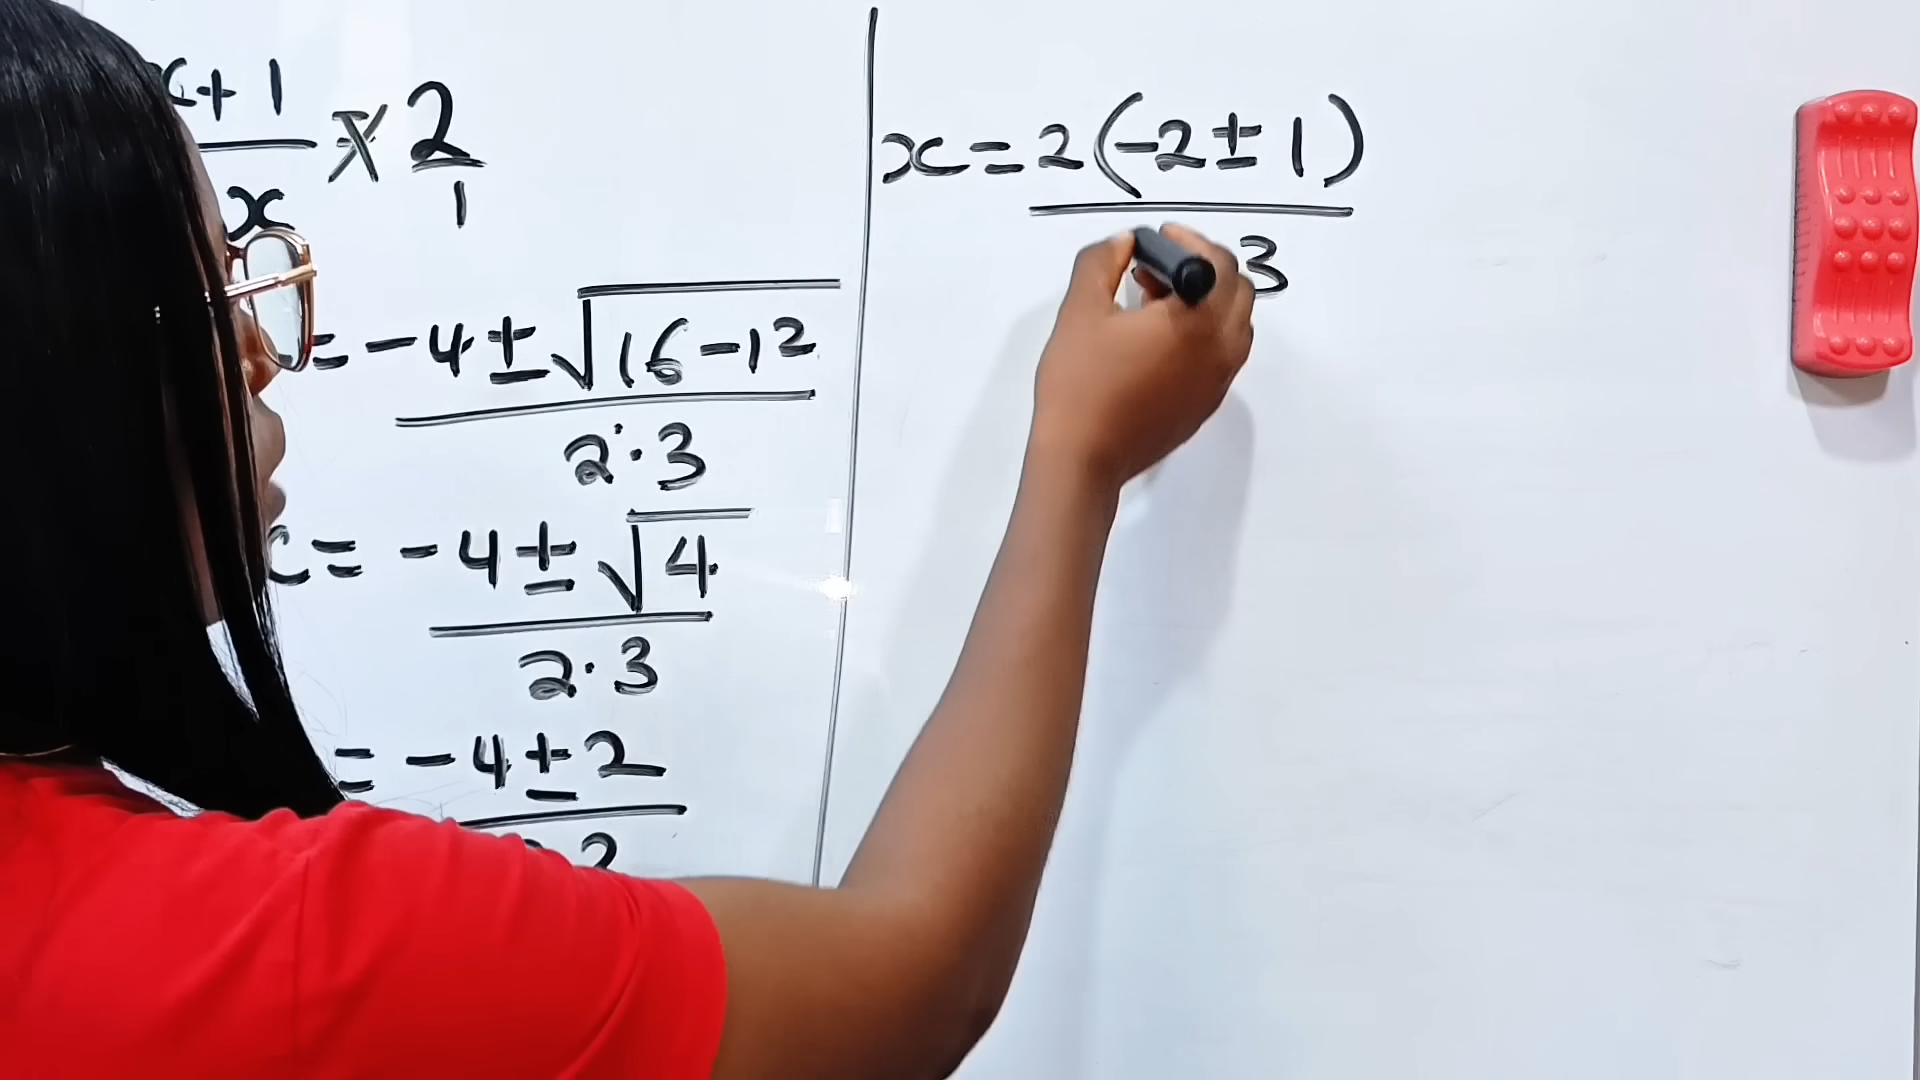 x+1 × 2
x 1
= -4 ± √16-12
2·3
x = -4 ± √4
2·3
= -4 ± 2
x = 2(-2 ± 1)
3